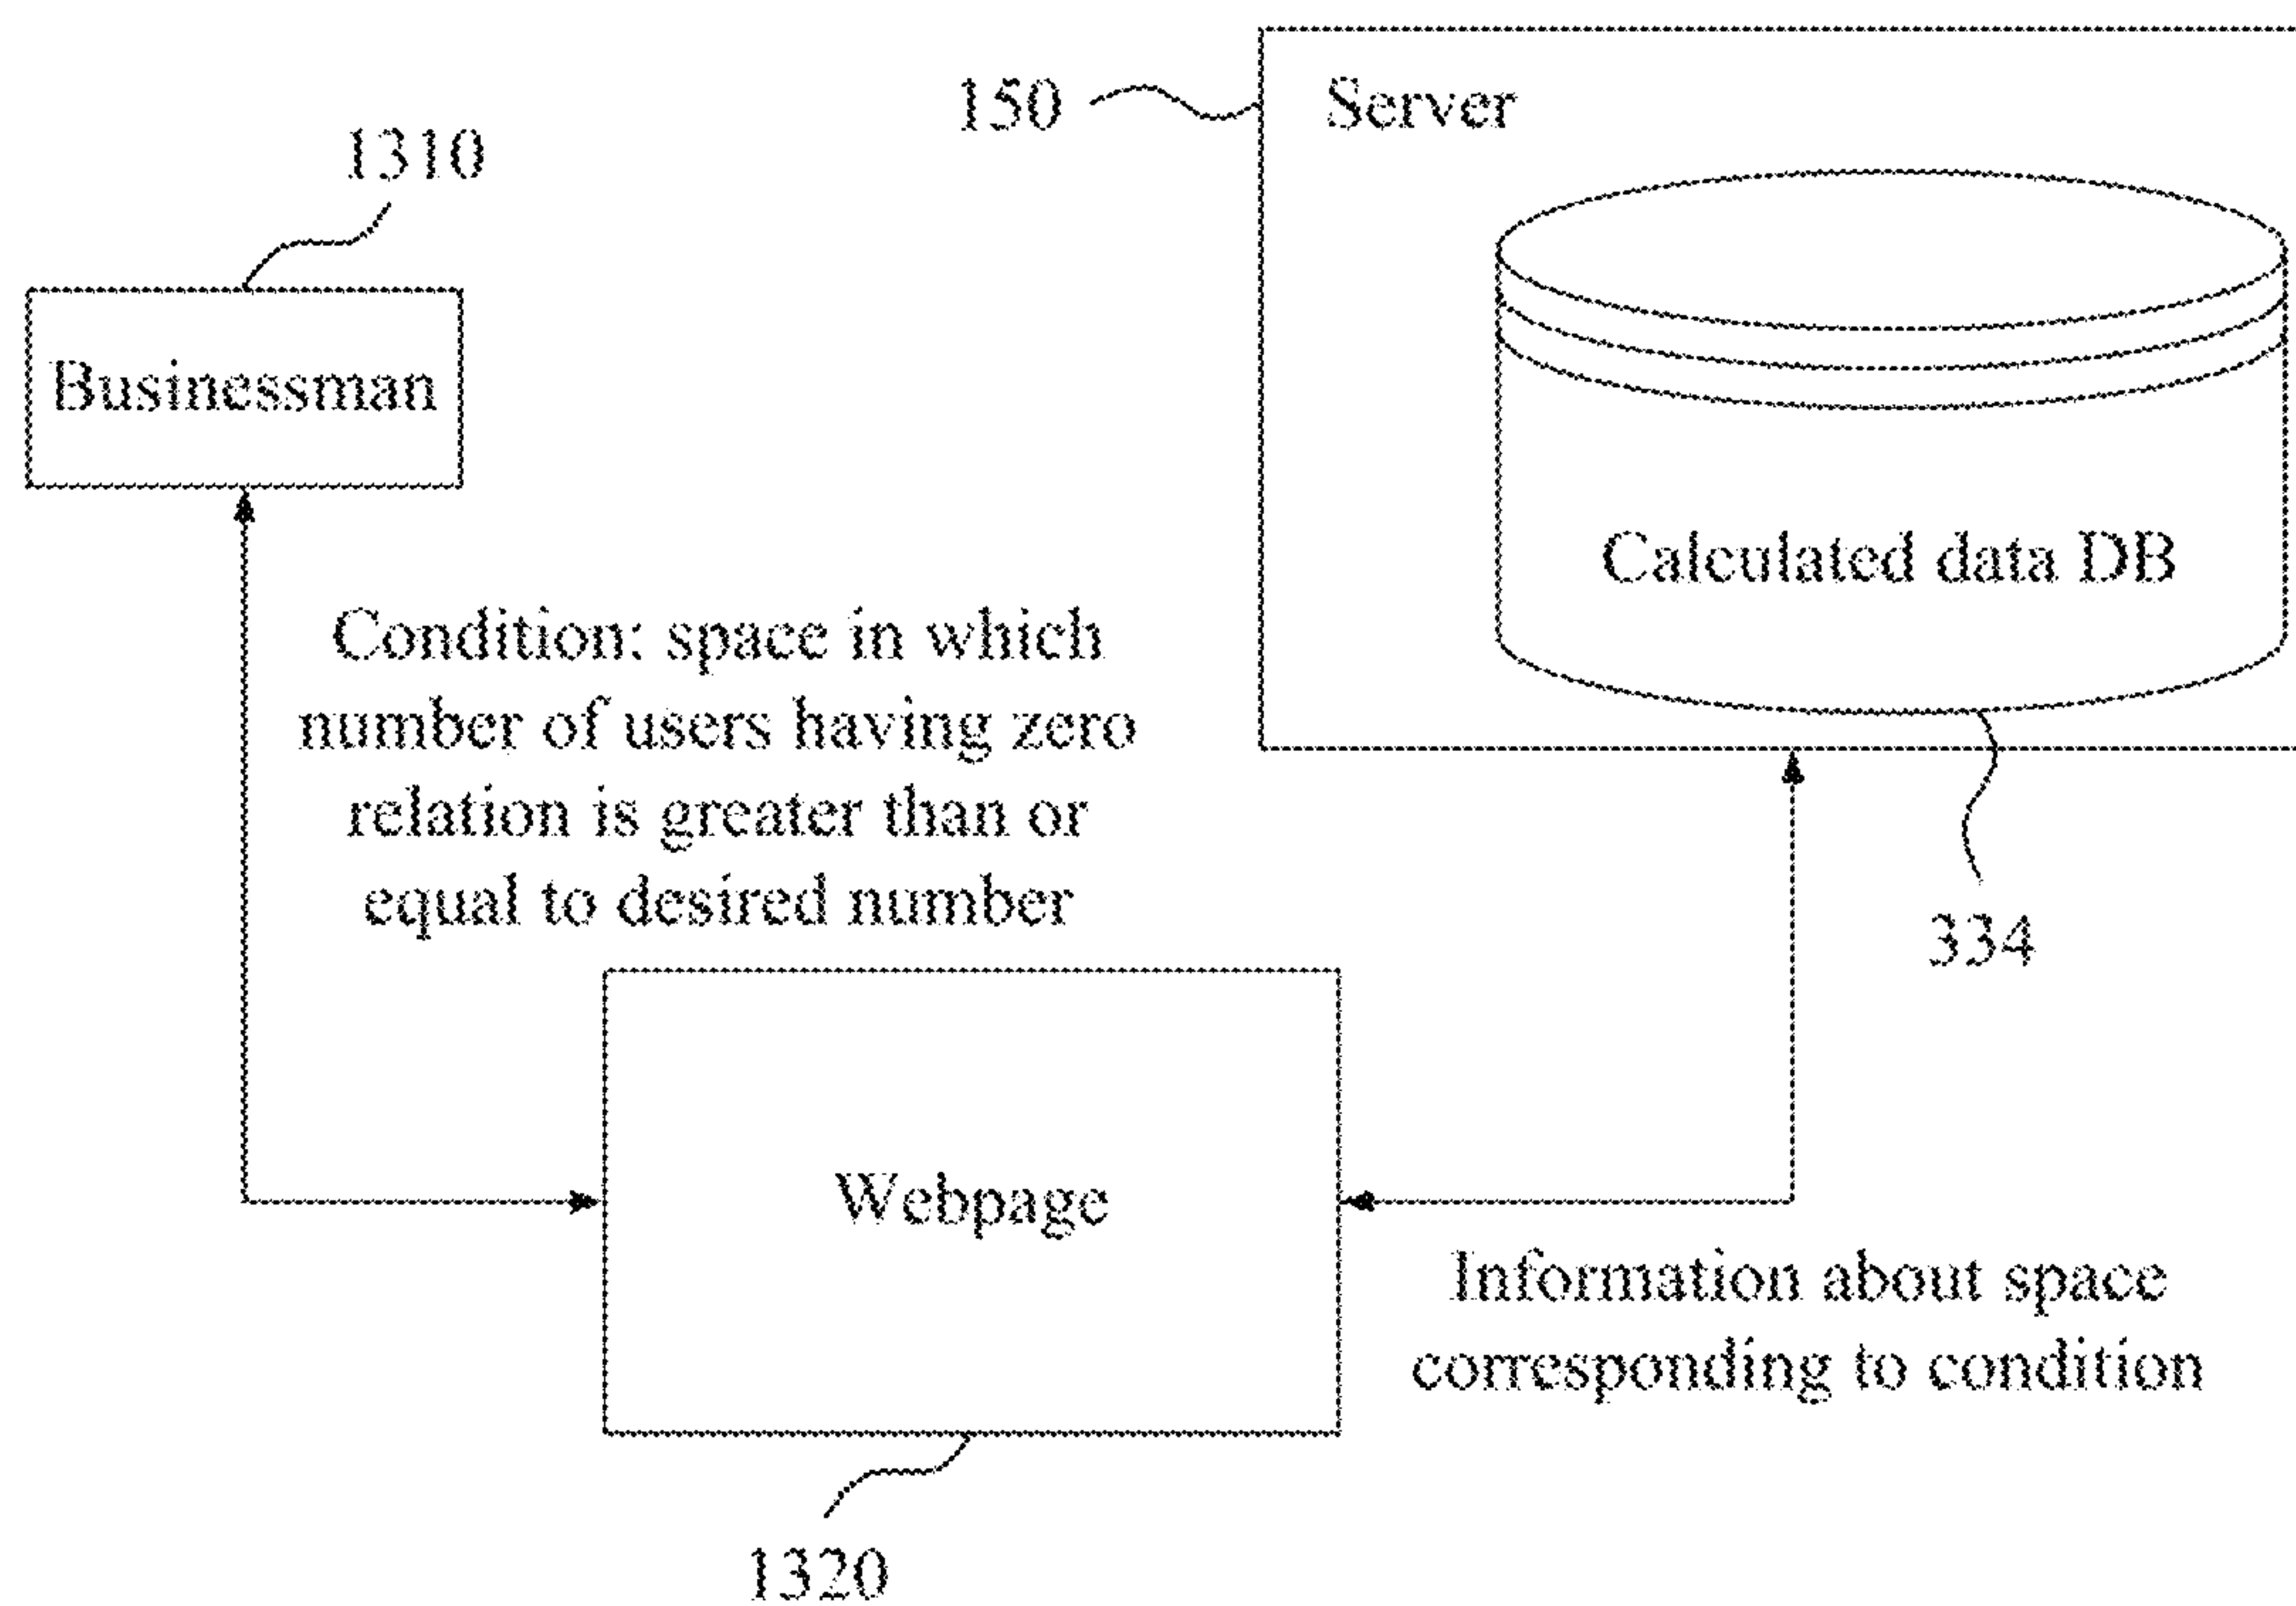 150
Server
1310
Businessman
Calculated data DB
Condition: space in which
number of users having zero
relation is greater than or
equal to desired number
334
Webpage
Information about space
corresponding to condition
1320